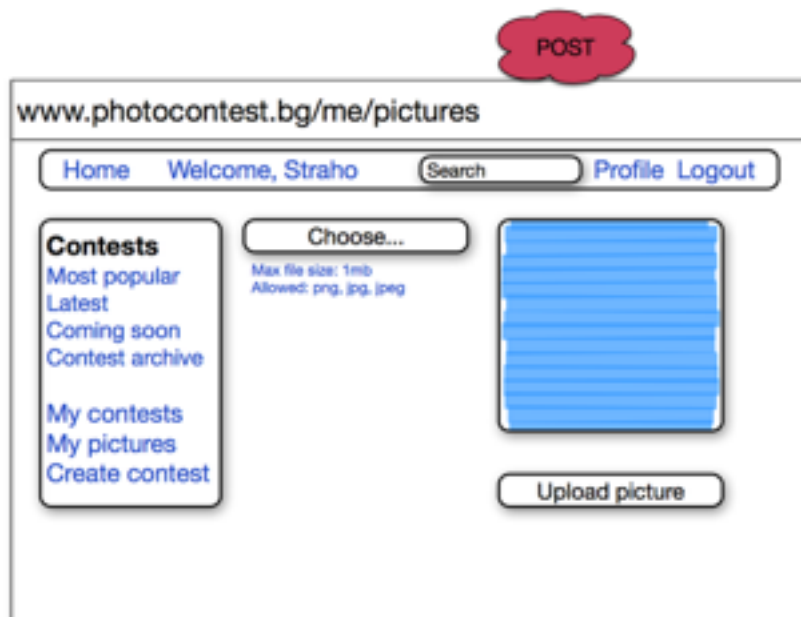 POST
www.photocontest.bg/me/pictures
Home Welcome, Straho Search Profile Logout
Contests
Most popular
Latest
Coming soon
Contest archive
My contests
My pictures
Create contest
Choose...
Max file size: 1mb
Allowed: png, jpg, jpeg
Upload picture